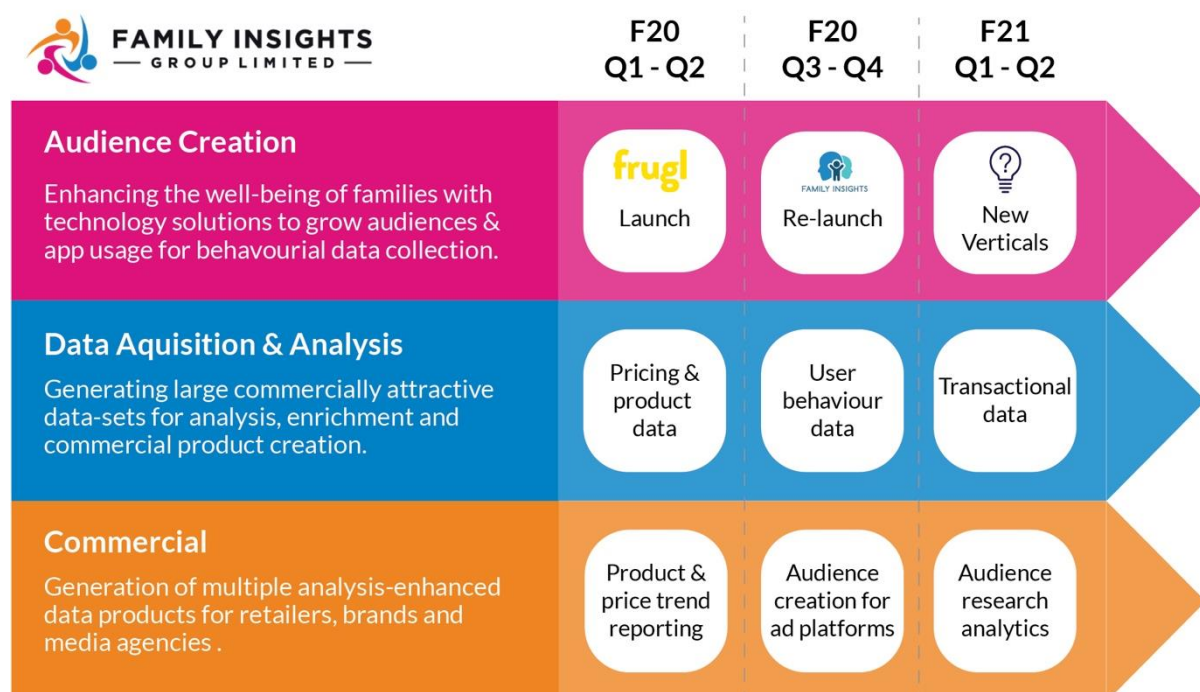 FAMILY INSIGHTS
GROUP LIMITED
F20
Q1 - Q2
F20
Q3 - Q4
F21
Q1 - Q2
Audience Creation
Enhancing the well-being of families with
technology solutions to grow audiences &
app usage for behavourial data collection.
frugl
Launch
FAMILY INSIGHTS
Re-launch
?
New
Verticals
Data Aquisition & Analysis
Generating large commercially attractive
data-sets for analysis, enrichment and
commercial product creation.
Pricing &
product
data
User
behaviour
data
Transactional
data
Commercial
Generation of multiple analysis-enhanced
data products for retailers, brands and
media agencies .
Product &
price trend
reporting
Audience
creation for
ad platforms
Audience
research
analytics